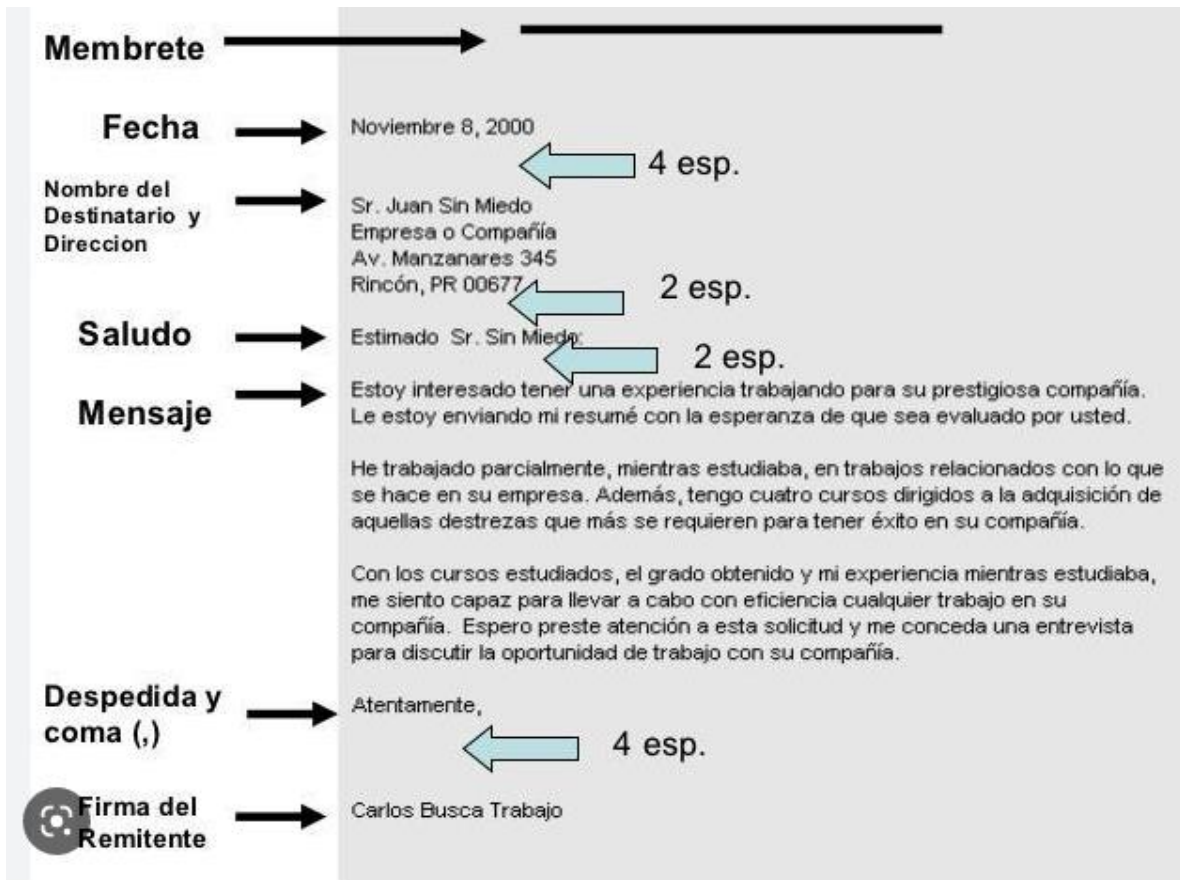 Membrete
Fecha
Noviembre 8, 2000
4 esp.
Nombre del
Destinatario y
Direccion
Sr. Juan Sin Miedo
Empresa o Compañía
Av. Manzanares 345
Rincón, PR 00677
2 esp.
Saludo
Estimado Sr. Sin Miedo:
2 esp.
Mensaje
Estoy interesado tener una experiencia trabajando para su prestigiosa compañía.
Le estoy enviando mi resumé con la esperanza de que sea evaluado por usted.
He trabajado parcialmente, mientras estudiaba, en trabajos relacionados con lo que
se hace en su empresa. Además, tengo cuatro cursos dirigidos a la adquisición de
aquellas destrezas que más se requieren para tener éxito en su compañía.
Con los cursos estudiados, el grado obtenido y mi experiencia mientras estudiaba,
me siento capaz para llevar a cabo con eficiencia cualquier trabajo en su
compañía. Espero preste atención a esta solicitud y me conceda una entrevista
para discutir la oportunidad de trabajo con su compañía.
Despedida y
coma (,)
Atentamente,
4 esp.
Firma del
Remitente
Carlos Busca Trabajo